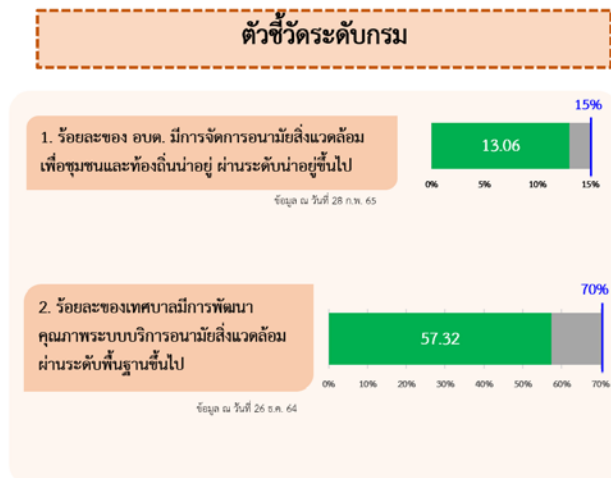 ตัวชี้วัดระดับกรม
15%
1. ร้อยละของ อบต. มีการจัดการอนามัยสิ่งแวดล้อม
เพื่อชุมชนและท้องถิ่นน่าอยู่ ผ่านระดับน่าอยู่ขึ้นไป
13.06
0% 5% 10% 15%
ข้อมูล ณ วันที่ 28 ก.พ. 65
70%
2. ร้อยละของเทศบาลมีการพัฒนา
คุณภาพระบบบริการอนามัยสิ่งแวดล้อม
ผ่านระดับพื้นฐานขึ้นไป
57.32
0% 10% 20% 30% 40% 50% 60% 70%
ข้อมูล ณ วันที่ 26 ธ.ค. 64